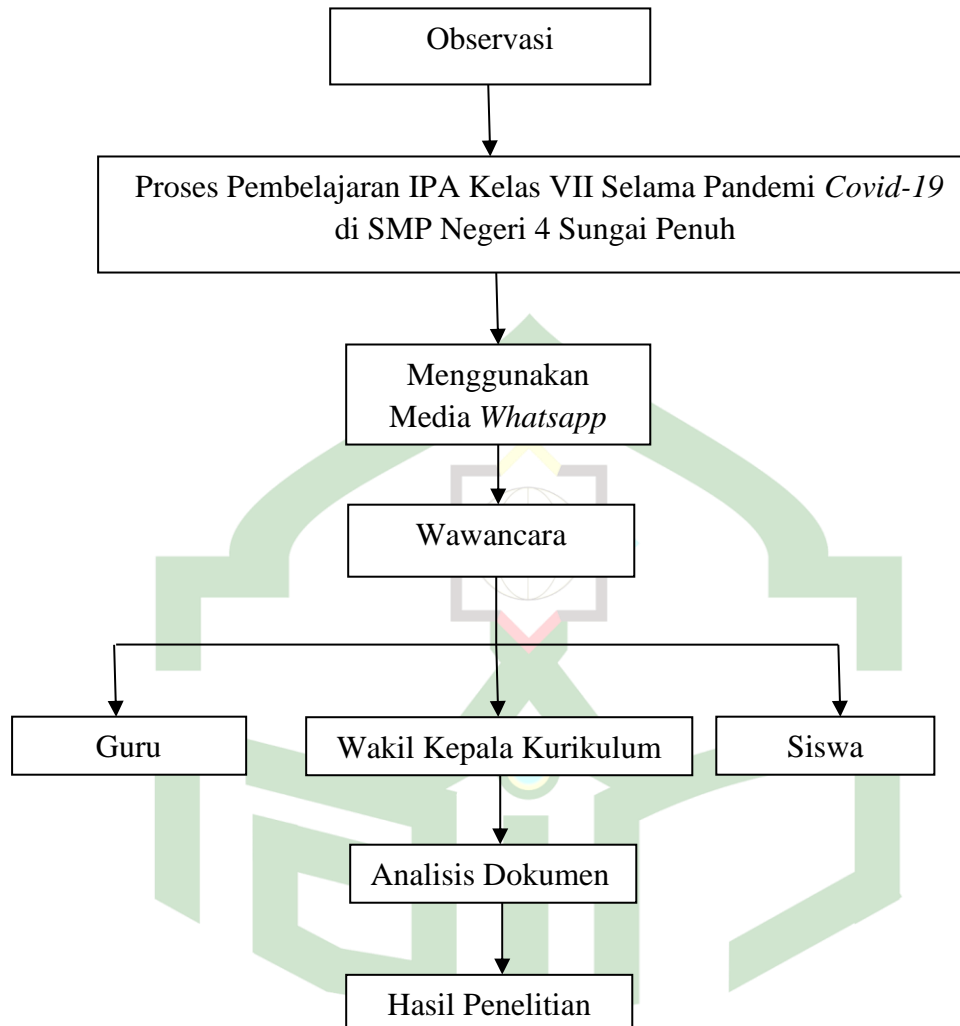 Observasi
Proses Pembelajaran IPA Kelas VII Selama Pandemi Covid-19
di SMP Negeri 4 Sungai Penuh
Menggunakan
Media Whatsapp
Wawancara
Guru
Wakil Kepala Kurikulum
Siswa
Analisis Dokumen
Hasil Penelitian